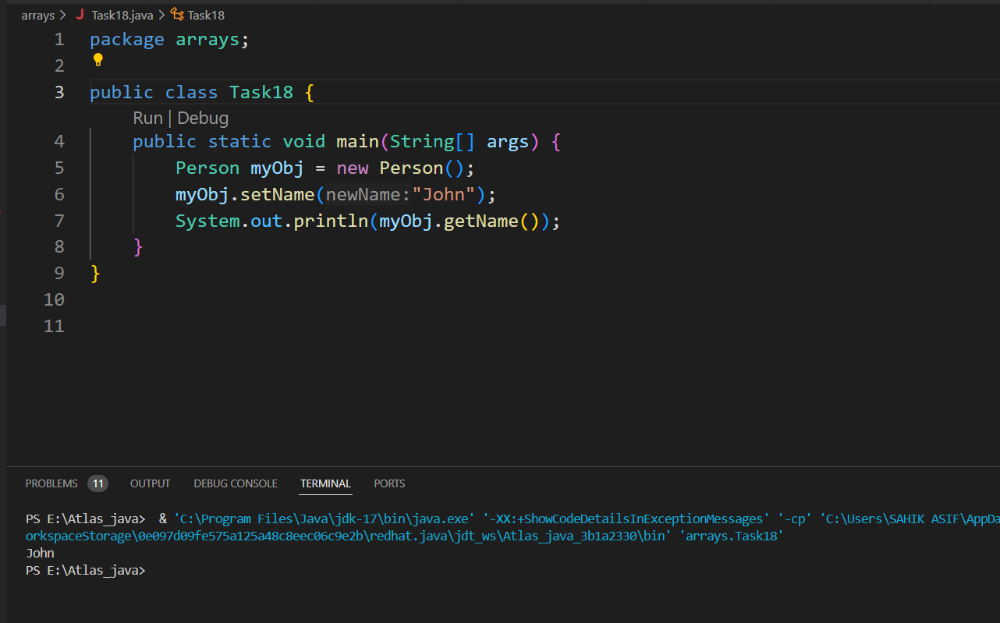 arrays > J Task18.java > Task18
1 package arrays;
2
3 public class Task18 {
Run | Debug
4 public static void main(String[] args) {
5 Person myObj = new Person();
6 myObj.setName(newName:"John");
7 System.out.println(myObj.getName());
8 }
9 }
10
11
PROBLEMS 11 OUTPUT DEBUG CONSOLE TERMINAL PORTS
PS E:\Atlas_java> & 'C:\Program Files\Java\jdk-17\bin\java.exe' '-XX:+ShowCodeDetailsInExceptionMessages' '-cp' 'C:\Users\SAHIK ASIF\AppDa
orkspaceStorage\0e097d09fe575a125a48c8eec06c9e2b\redhat.java\jdt_ws\Atlas_java_3b1a2330\bin' 'arrays.Task18'
John
PS E:\Atlas_java>